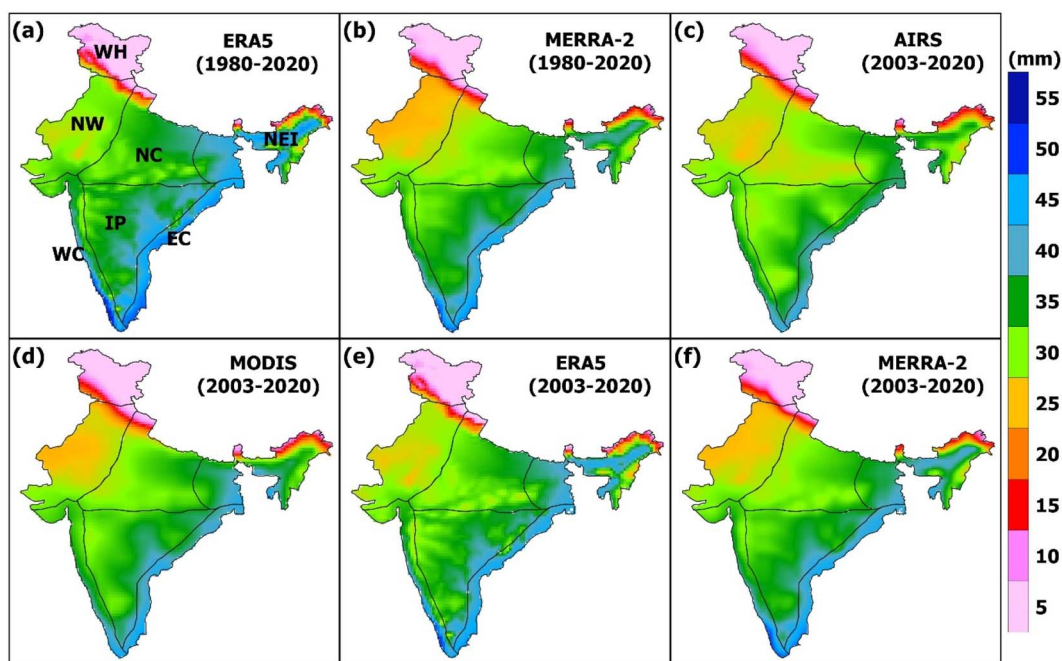 (a)
ERA5
(1980-2020)
WH
NW
NC
NEI
IP
WC
EC
(b)
MERRA-2
(1980-2020)
(c)
AIRS
(2003-2020)
(mm)
55
50
45
40
35
30
25
20
15
10
5
(d)
MODIS
(2003-2020)
(e)
ERA5
(2003-2020)
(f)
MERRA-2
(2003-2020)